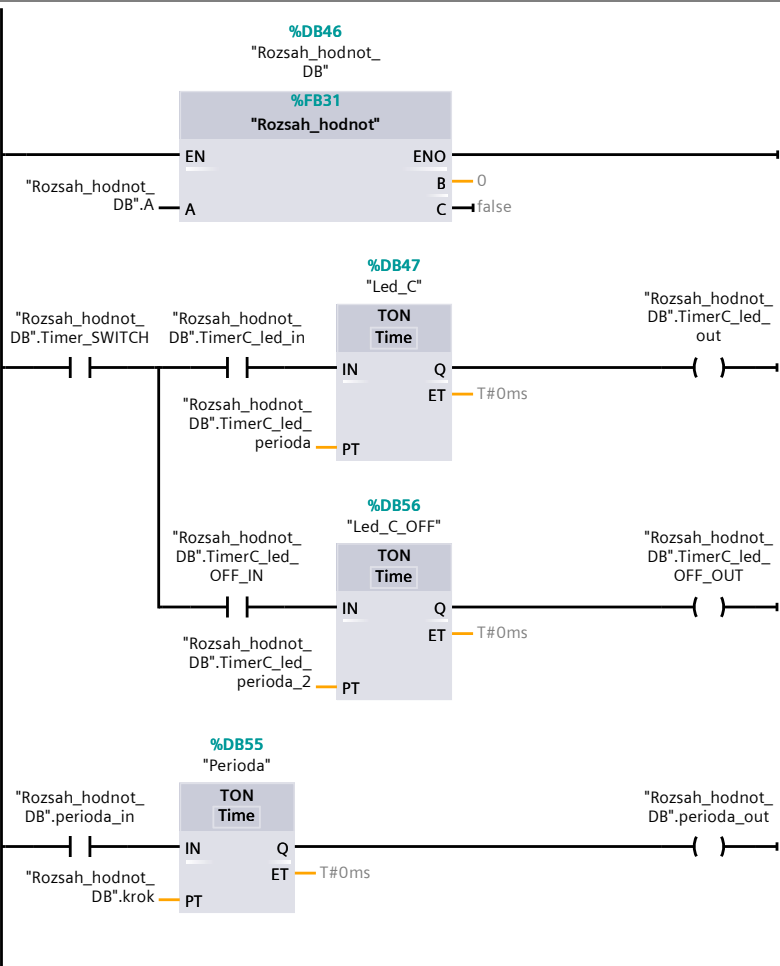 %DB46
"Rozsah_hodnot_
DB"
%FB31
"Rozsah_hodnot"
EN
ENO
B
0
"Rozsah_hodnot_
DB".A
A
C
false
%DB47
"Led_C"
"Rozsah_hodnot_
DB".Timer_SWITCH
"Rozsah_hodnot_
DB".TimerC_led_in
TON
Time
"Rozsah_hodnot_
DB".TimerC_led_
out
IN
Q
ET
T#0ms
"Rozsah_hodnot_
DB".TimerC_led_
perioda
PT
%DB56
"Led_C_OFF"
"Rozsah_hodnot_
DB".TimerC_led_
OFF_IN
TON
Time
"Rozsah_hodnot_
DB".TimerC_led_
OFF_OUT
IN
Q
ET
T#0ms
"Rozsah_hodnot_
DB".TimerC_led_
perioda_2
PT
%DB55
"Perioda"
"Rozsah_hodnot_
DB".perioda_in
TON
Time
"Rozsah_hodnot_
DB".perioda_out
IN
Q
ET
T#0ms
"Rozsah_hodnot_
DB".krok
PT